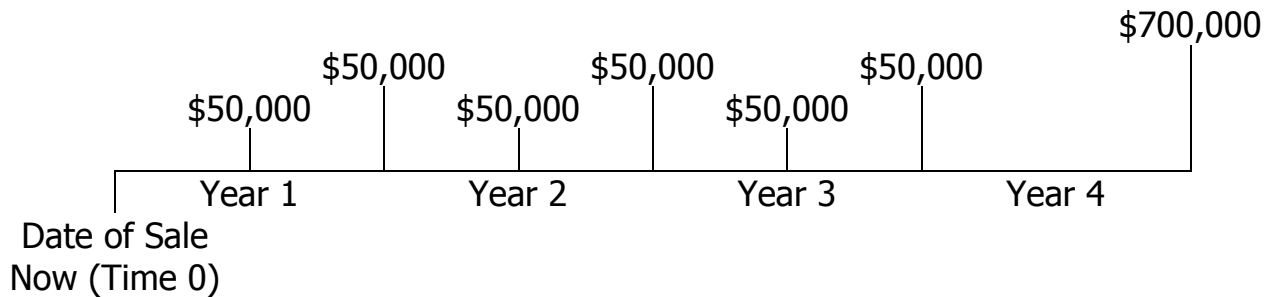 $700,000
$50,000 $50,000 $50,000
$50,000 $50,000 $50,000
Year 1 Year 2 Year 3 Year 4
Date of Sale
Now (Time 0)